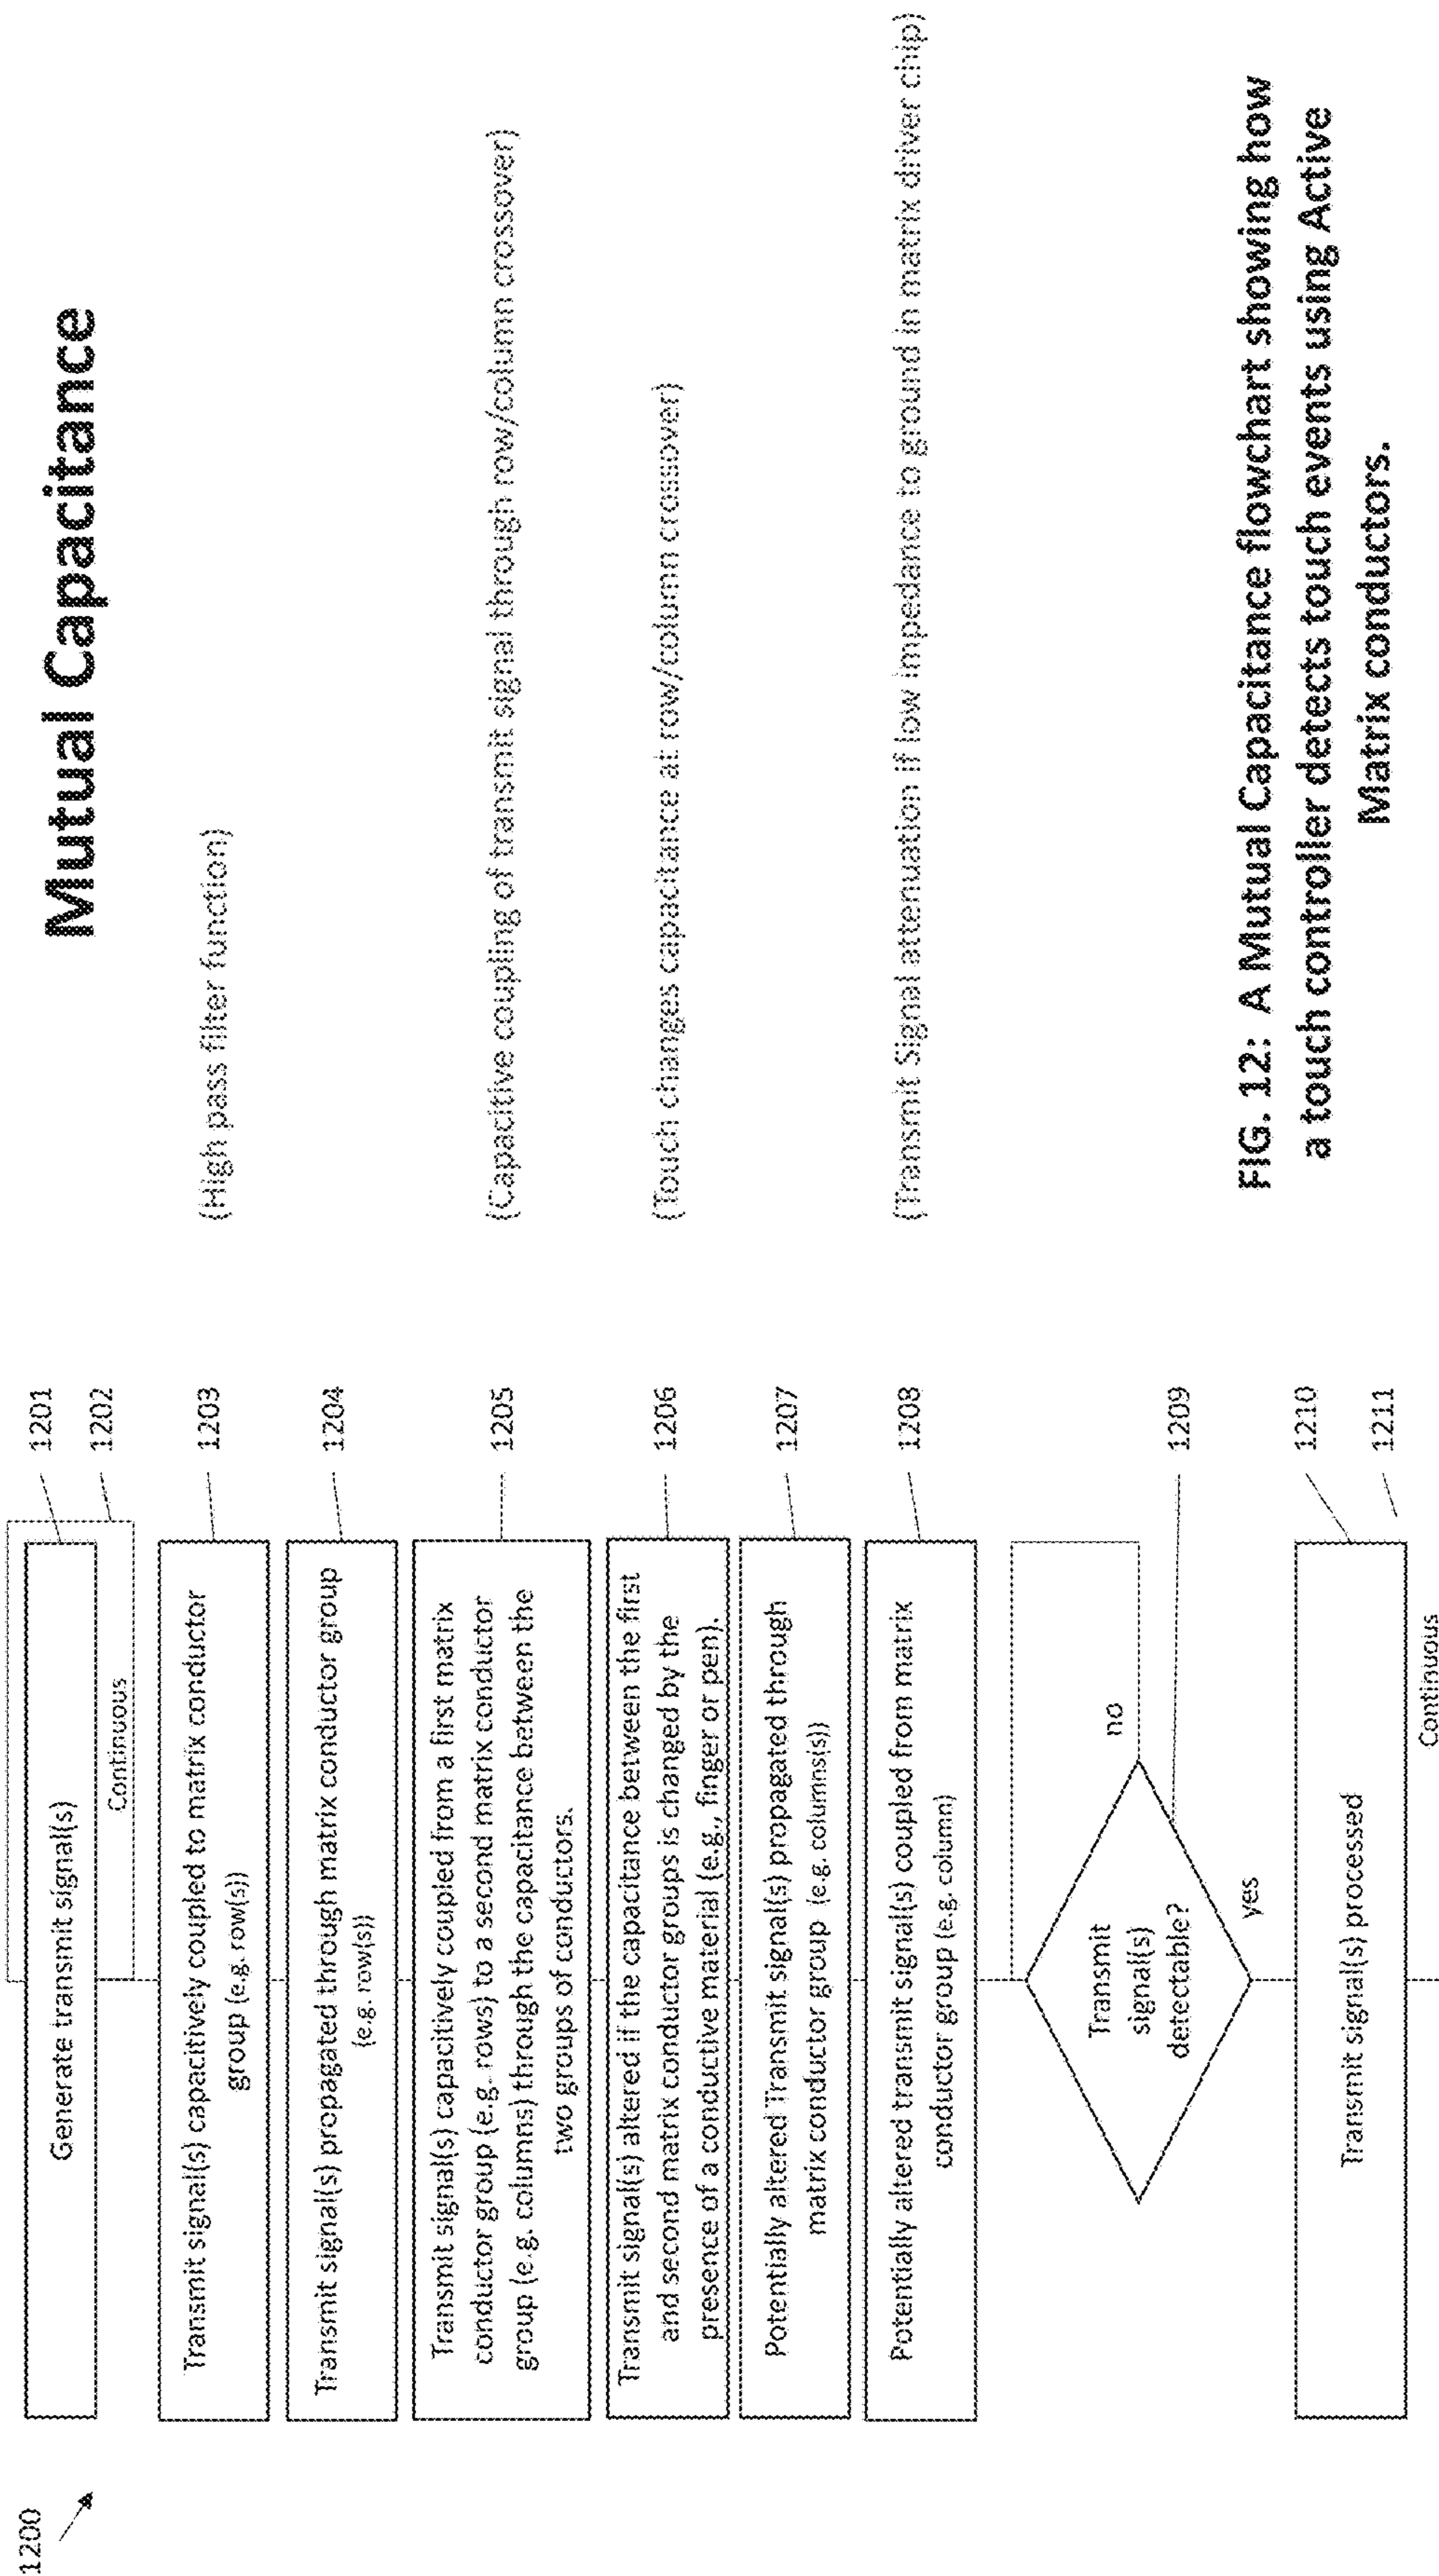 1200
Mutual Capacitance
Generate transmit signal(s)
1201
Continuous
1202
Transmit signal(s) capacitively coupled to matrix conductor
group (e.g. row(s))
1203
(High pass filter function)
Transmit signal(s) propagated through matrix conductor group
(e.g. row(s))
1204
Transmit signal(s) capacitively coupled from a first matrix
conductor group (e.g. rows) to a second matrix conductor
group (e.g. columns) through the capacitance between the
two groups of conductors.
1205
(Capacitive coupling of transmit signal through row/column crossover)
Transmit signal(s) altered if the capacitance between the first
and second matrix conductor groups is changed by the
presence of a conductive material (e.g., finger or pen).
1206
(Touch changes capacitance at row/column crossover)
Potentially altered Transmit signal(s) propagated through
matrix conductor group (e.g. columns(s))
1207
Potentially altered transmit signal(s) coupled from matrix
conductor group (e.g. column)
1208
(Transmit Signal attenuation if low impedance to ground in matrix driver chip)
Transmit
signal(s)
detectable?
no
yes
1209
Transmit signal(s) processed
1210
1211
Continuous
FIG. 12: A Mutual Capacitance flowchart showing how
a touch controller detects touch events using Active
Matrix conductors.